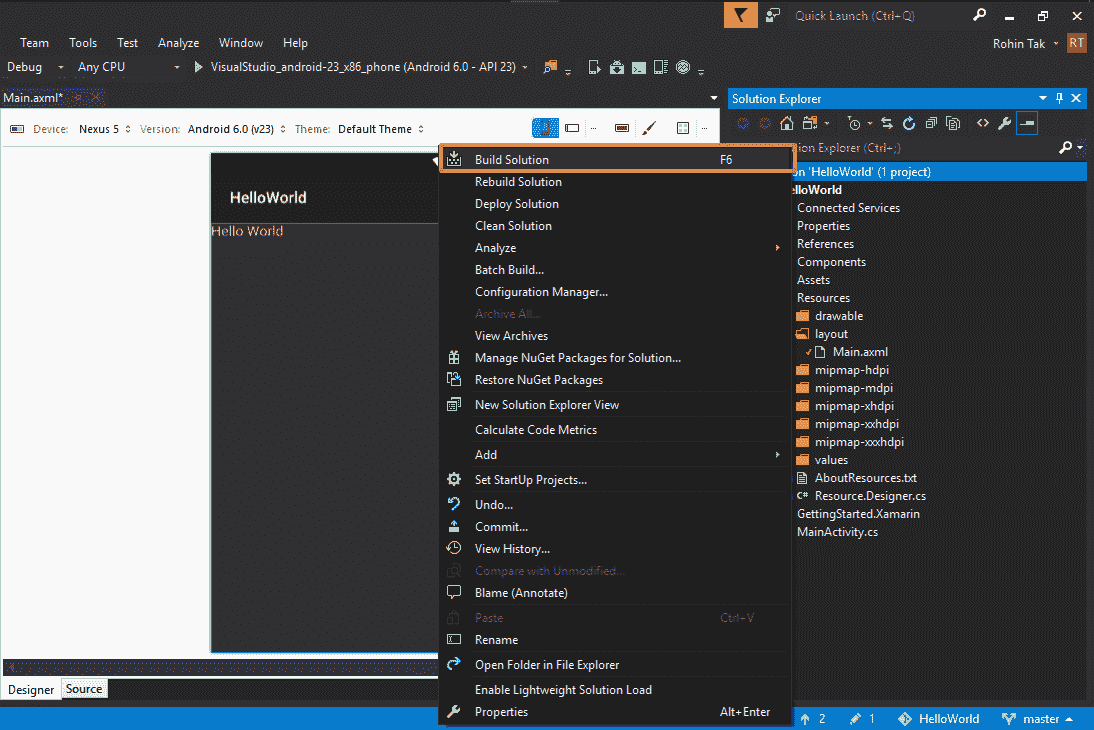 Quick Launch (Ctrl+Q)
Team Tools Test Analyze Window Help
Rohin Tak RT
Debug Any CPU VisualStudio_android-23_x86_phone (Android 6.0 - API 23)
Main.axml*
Device: Nexus 5 Version: Android 6.0 (v23) Theme: Default Theme
HelloWorld
Hello World
Build Solution F6
Rebuild Solution
Deploy Solution
Clean Solution
Analyze
Batch Build...
Configuration Manager...
Archive All...
View Archives
Manage NuGet Packages for Solution...
Restore NuGet Packages
New Solution Explorer View
Calculate Code Metrics
Add
Set StartUp Projects...
Undo...
Commit...
View History...
Compare with Unmodified...
Blame (Annotate)
Paste Ctrl+V
Rename
Open Folder in File Explorer
Enable Lightweight Solution Load
Properties Alt+Enter
Solution Explorer
ion Explorer (Ctrl+;)
on 'HelloWorld' (1 project)
elloWorld
Connected Services
Properties
References
Components
Assets
Resources
drawable
layout
Main.axml
mipmap-hdpi
mipmap-mdpi
mipmap-xhdpi
mipmap-xxhdpi
mipmap-xxxhdpi
values
AboutResources.txt
C# Resource.Designer.cs
GettingStarted.Xamarin
MainActivity.cs
Designer Source
2 1 HelloWorld master